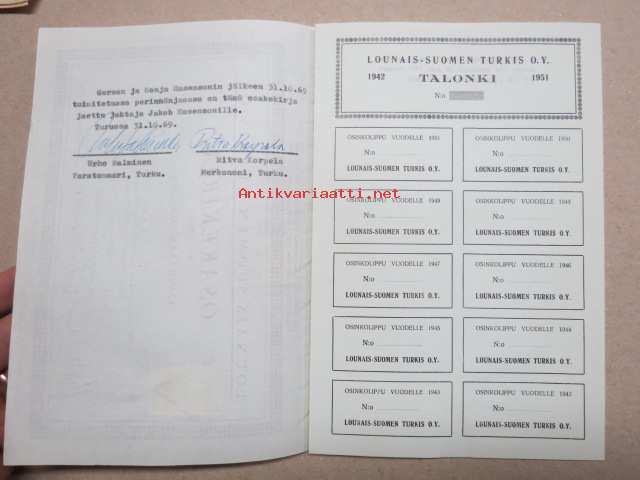 Gerson ja Sonja Hasensonin jälkeen 31.10.69
toimitetussa perinnönjaossa on tämä osakekirja
jaettu jaktaja Jakob Hasensonille.
Turussa 31.10.69.
Urho Salminen
Varatuomari, Turku.
Ritva Korpela
Merkonomi, Turku.
Antikvariaatti.net
LOUNAIS-SUOMEN TURKIS O.Y.
1942 TALONKI 1951
N:o
OSINKOLIPPU VUODELLE 1951
N:o
LOUNAIS-SUOMEN TURKIS O.Y.
OSINKOLIPPU VUODELLE 1950
N:o
LOUNAIS-SUOMEN TURKIS O.Y.
OSINKOLIPPU VUODELLE 1949
N:o
LOUNAIS-SUOMEN TURKIS O.Y.
OSINKOLIPPU VUODELLE 1948
N:o
LOUNAIS-SUOMEN TURKIS O.Y.
OSINKOLIPPU VUODELLE 1947
N:o
LOUNAIS-SUOMEN TURKIS O.Y.
OSINKOLIPPU VUODELLE 1946
N:o
LOUNAIS-SUOMEN TURKIS O.Y.
OSINKOLIPPU VUODELLE 1945
N:o
LOUNAIS-SUOMEN TURKIS O.Y.
OSINKOLIPPU VUODELLE 1944
N:o
LOUNAIS-SUOMEN TURKIS O.Y.
OSINKOLIPPU VUODELLE 1943
N:o
LOUNAIS-SUOMEN TURKIS O.Y.
OSINKOLIPPU VUODELLE 1942
N:o
LOUNAIS-SUOMEN TURKIS O.Y.